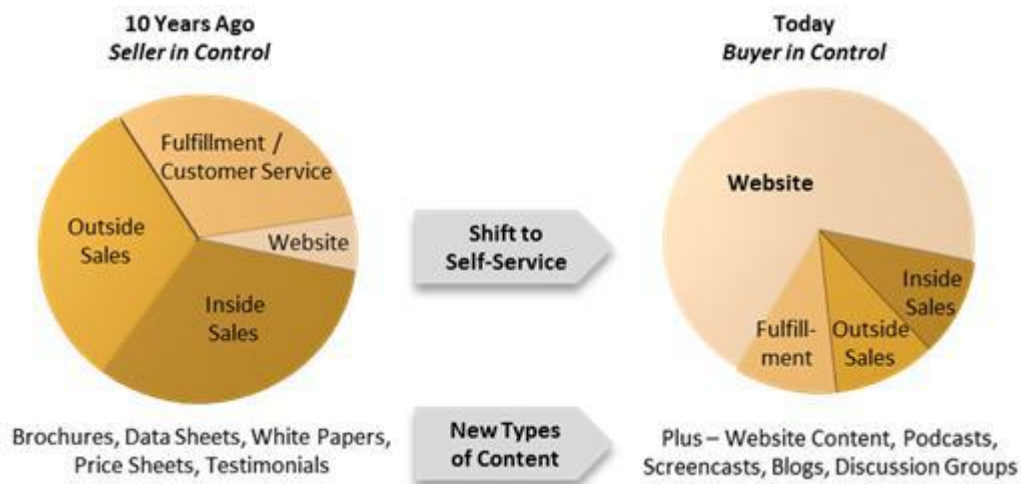 10 Years Ago
Seller in Control
Fulfillment /
Customer Service
Outside
Sales
Website
Inside
Sales
Brochures, Data Sheets, White Papers,
Price Sheets, Testimonials
Shift to
Self-Service
New Types
of Content
Today
Buyer in Control
Website
Inside
Sales
Fulfill-
ment
Outside
Sales
Plus – Website Content, Podcasts,
Screencasts, Blogs, Discussion Groups